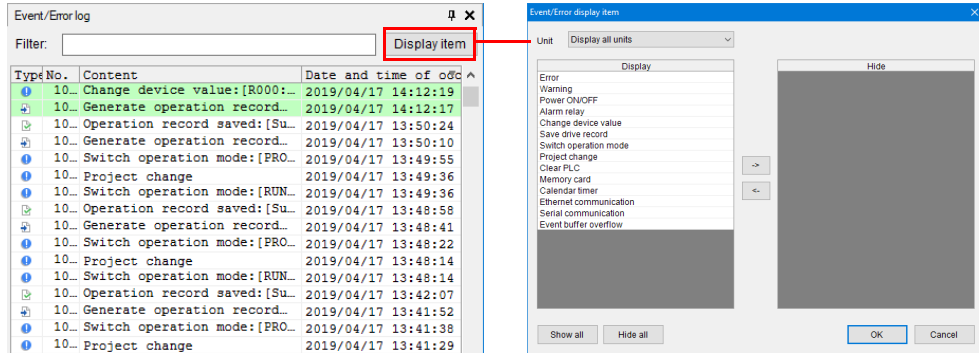 Event/Error log
Filter: Display item
Type No. Content Date and time of occ
10… Change device value:[R000:… 2019/04/17 14:12:19
10… Generate operation record… 2019/04/17 14:12:17
10… Operation record saved:[Su… 2019/04/17 13:50:24
10… Generate operation record… 2019/04/17 13:50:10
10… Switch operation mode:[PRO… 2019/04/17 13:49:55
10… Project change 2019/04/17 13:49:36
10… Switch operation mode:[RUN… 2019/04/17 13:49:36
10… Operation record saved:[Su… 2019/04/17 13:48:58
10… Generate operation record… 2019/04/17 13:48:41
10… Switch operation mode:[PRO… 2019/04/17 13:48:22
10… Project change 2019/04/17 13:48:14
10… Switch operation mode:[RUN… 2019/04/17 13:48:14
10… Operation record saved:[Su… 2019/04/17 13:42:07
10… Generate operation record… 2019/04/17 13:41:52
10… Switch operation mode:[PRO… 2019/04/17 13:41:38
10… Project change 2019/04/17 13:41:29
Event/Error display item
Unit Display all units
Display
Error
Warning
Power ON/OFF
Alarm relay
Change device value
Save drive record
Switch operation mode
Project change
Clear PLC
Memory card
Calendar timer
Ethernet communication
Serial communication
Event buffer overflow
->
<-
Hide
Show all Hide all OK Cancel